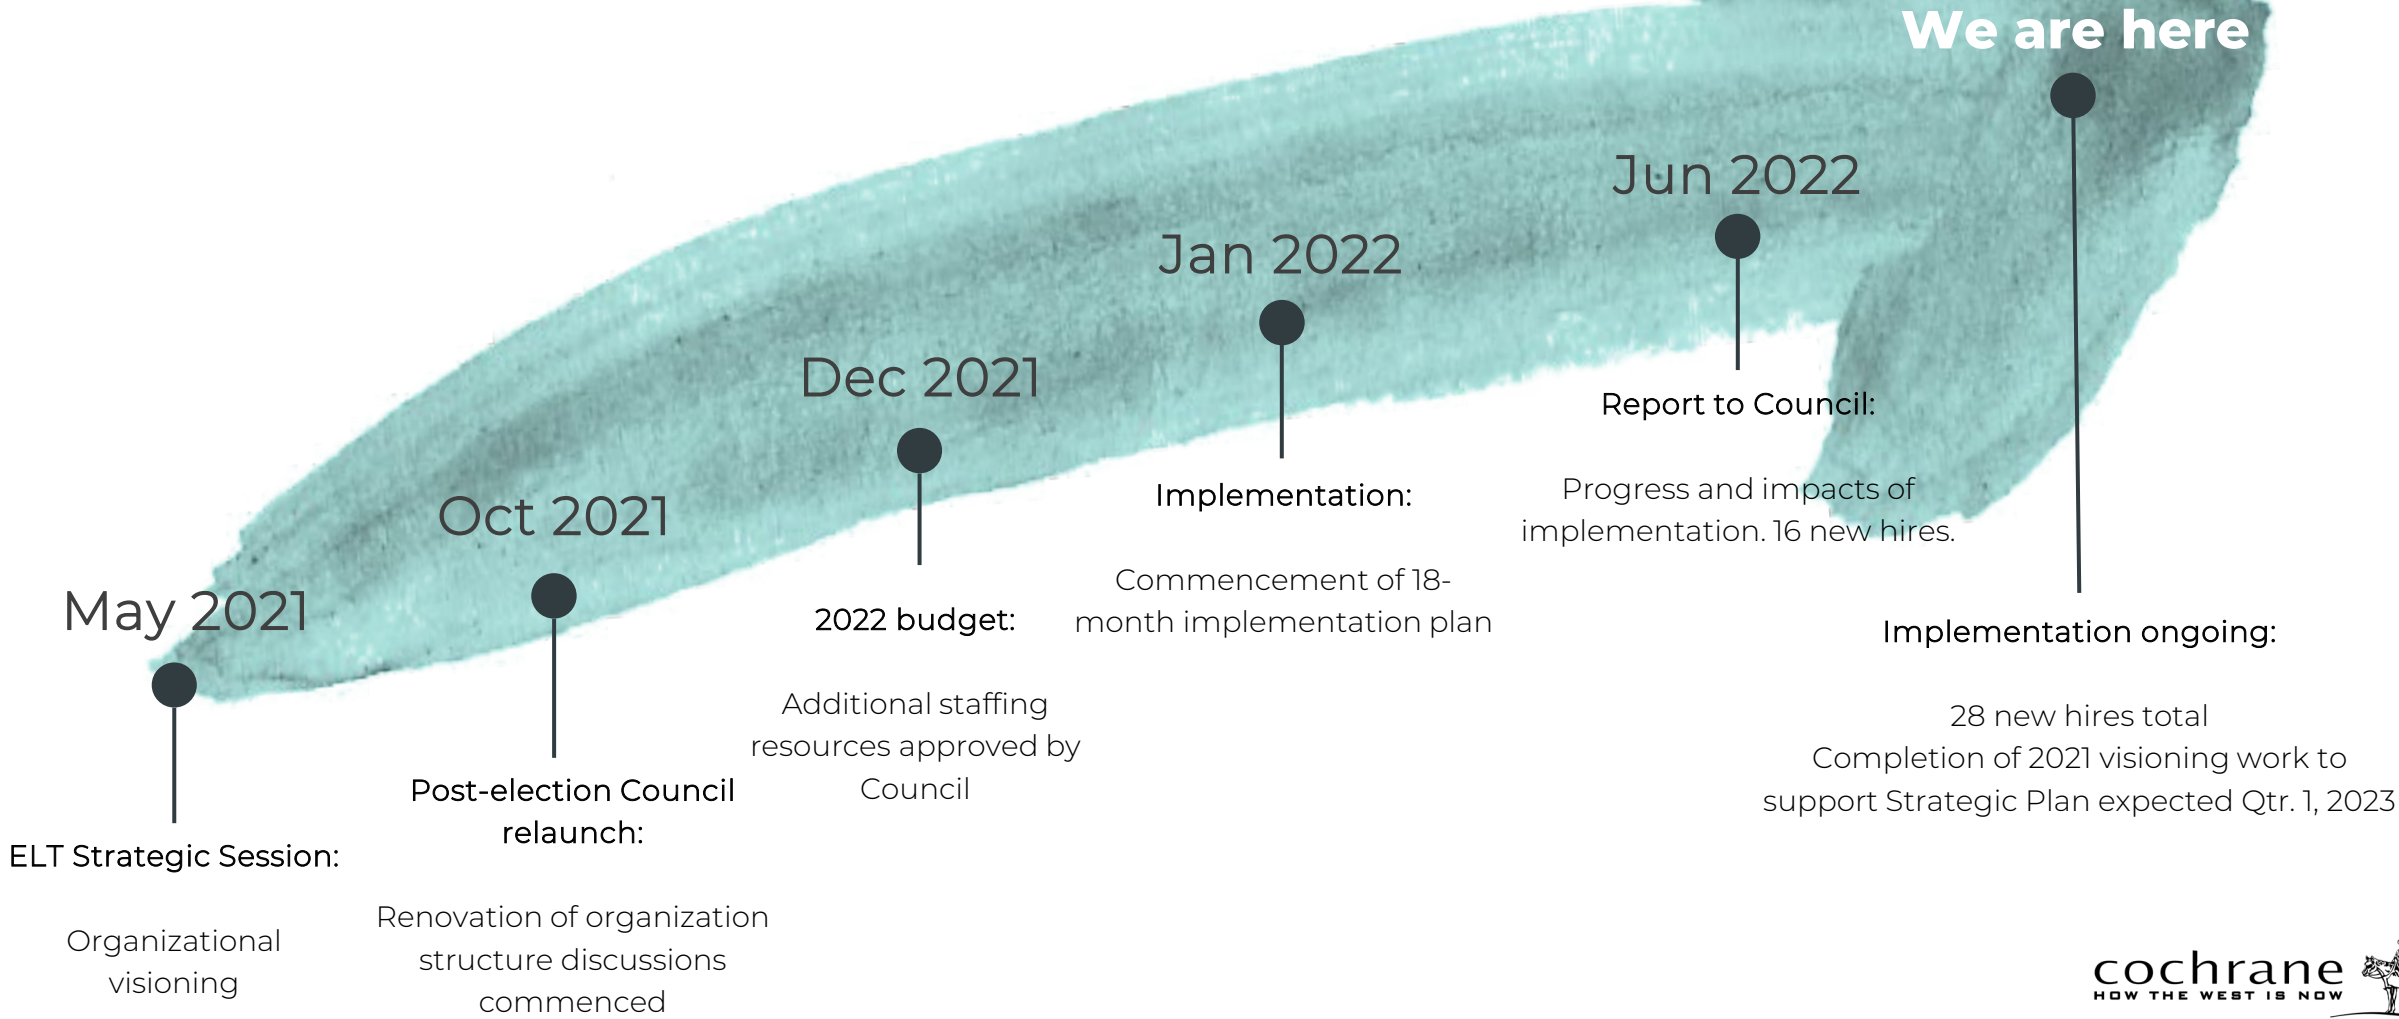 We are here
Jun 2022
Jan 2022
Dec 2021
Oct 2021
May 2021
ELT Strategic Session:
Organizational
visioning
Post-election Council
relaunch:
Renovation of organization
structure discussions
commenced
2022 budget:
Additional staffing
resources approved by
Council
Implementation:
Commencement of 18-
month implementation plan
Report to Council:
Progress and impacts of
implementation. 16 new hires.
Implementation ongoing:
28 new hires total
Completion of 2021 visioning work to
support Strategic Plan expected Qtr. 1, 2023
cochrane
HOW THE WEST IS NOW